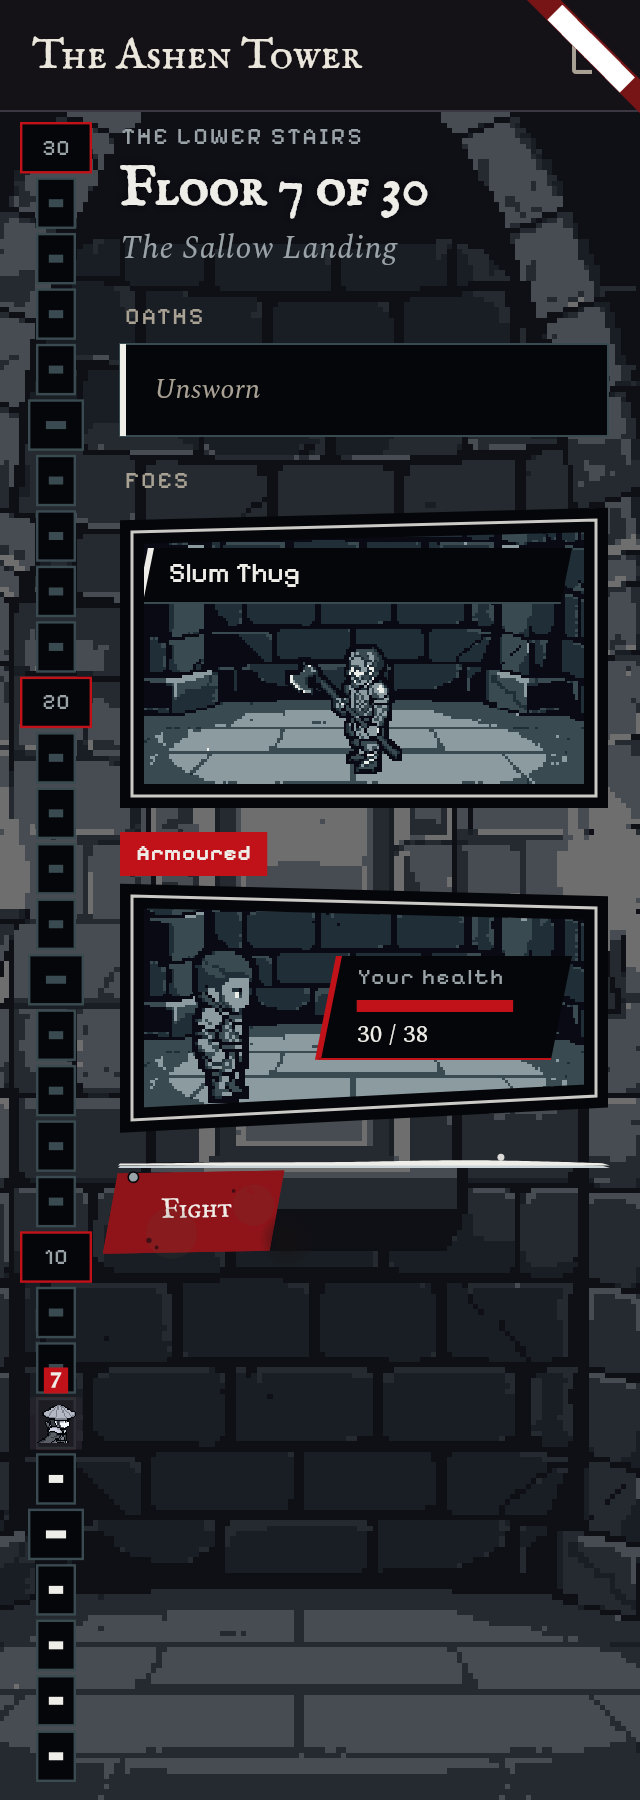 The Ashen Tower
30
THE LOWER STAIRS
Floor 7 of 30
The Sallow Landing
OATHS
Unsworn
FOES
Slum Thug
20
Armoured
Your health
30 / 38
Fight
10
7